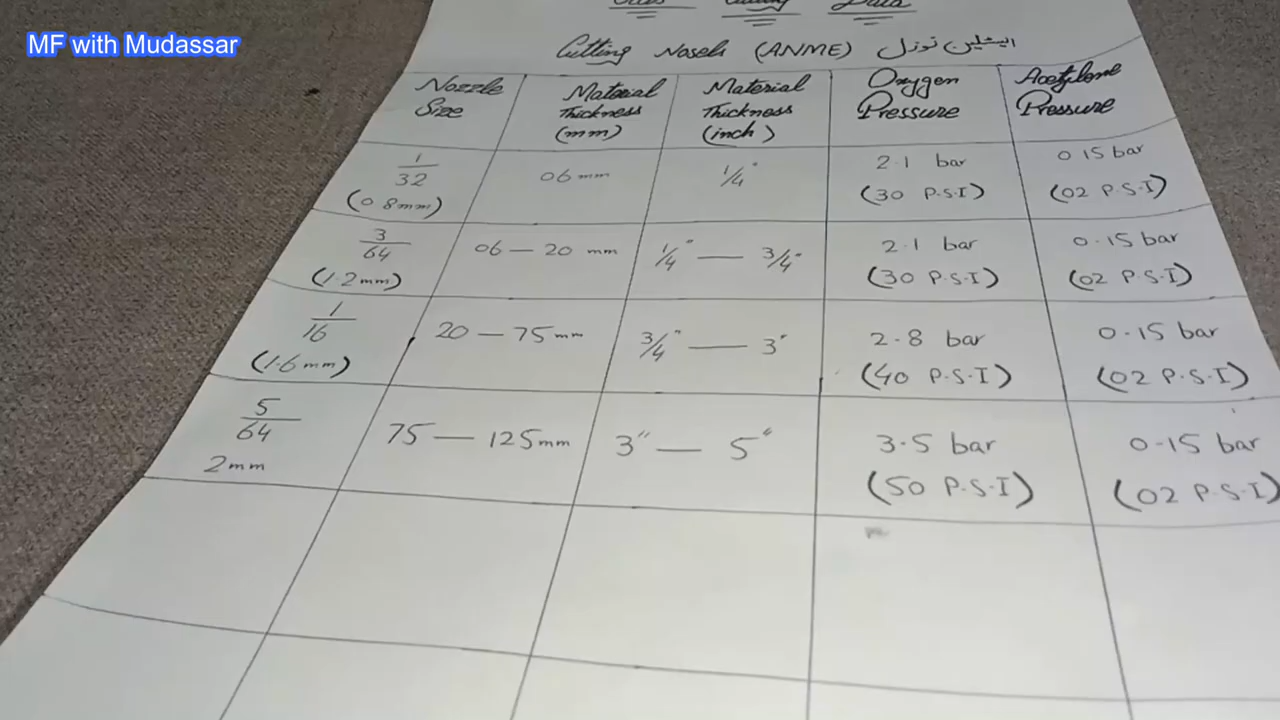 MF with Mudassar
Cutting Data
Cutting Nosels (ANME) ایسٹلین نوزل
Nozzle Size | Material Thickness (mm) | Material Thickness (inch) | Oxygen Pressure | Acetylene Pressure
1/32 (0.8mm) | 06 mm | 1/4" | 2.1 bar (30 P.S.I) | 0.15 bar (02 P.S.I)
3/64 (1.2mm) | 06 — 20 mm | 1/4" — 3/4" | 2.1 bar (30 P.S.I) | 0.15 bar (02 P.S.I)
1/16 (1.6mm) | 20 — 75mm | 3/4" — 3" | 2.8 bar (40 P.S.I) | 0.15 bar (02 P.S.I)
5/64 2mm | 75 — 125mm | 3" — 5" | 3.5 bar (50 P.S.I) | 0.15 bar (02 P.S.I)